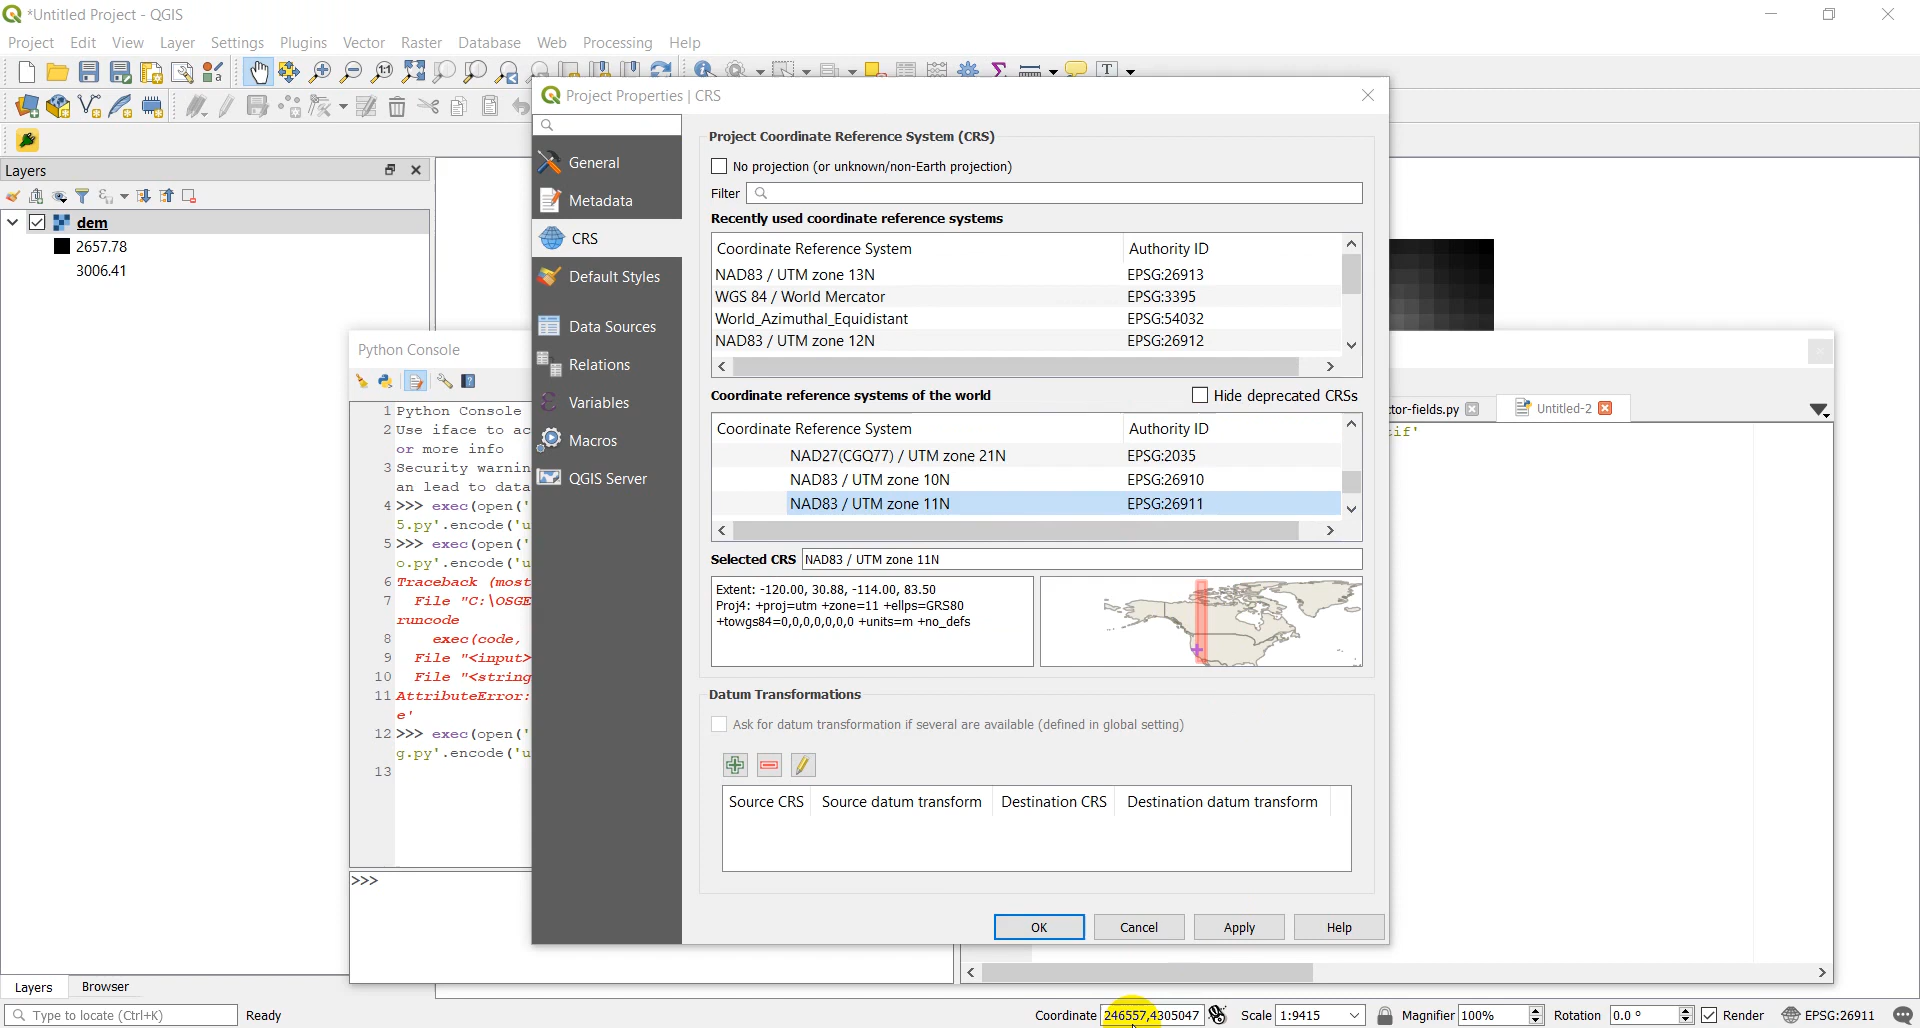 *Untitled Project - QGIS
Project Edit View Layer Settings Plugins Vector Raster Database Web Processing Help
Layers
dem
2657.78
3006.41
Python Console
1 Python Console
2 Use iface to ac
or more info
3 Security warnin
an lead to data
4 >>> exec(open('
5.py'.encode('u
5 >>> exec(open('
o.py'.encode('u
6 Traceback (most
7 File "C:\OSGE
runcode
8 exec(code,
9 File "<input>
10 File "<string
11 AttributeError:
e'
12 >>> exec(open('
g.py'.encode('u
13
>>>
Project Properties | CRS
General
Metadata
CRS
Default Styles
Data Sources
Relations
Variables
Macros
QGIS Server
Project Coordinate Reference System (CRS)
No projection (or unknown/non-Earth projection)
Filter
Recently used coordinate reference systems
Coordinate Reference System Authority ID
NAD83 / UTM zone 13N EPSG:26913
WGS 84 / World Mercator EPSG:3395
World_Azimuthal_Equidistant EPSG:54032
NAD83 / UTM zone 12N EPSG:26912
Coordinate reference systems of the world Hide deprecated CRSs
Coordinate Reference System Authority ID
NAD27(CGQ77) / UTM zone 21N EPSG:2035
NAD83 / UTM zone 10N EPSG:26910
NAD83 / UTM zone 11N EPSG:26911
Selected CRS NAD83 / UTM zone 11N
Extent: -120.00, 30.88, -114.00, 83.50
Proj4: +proj=utm +zone=11 +ellps=GRS80
+towgs84=0,0,0,0,0,0,0 +units=m +no_defs
Datum Transformations
Ask for datum transformation if several are available (defined in global setting)
Source CRS Source datum transform Destination CRS Destination datum transform
OK Cancel Apply Help
tor-fields.py Untitled-2
tif'
Layers Browser
Type to locate (Ctrl+K) Ready Coordinate 246557,4305047 Scale 1:9415 Magnifier 100% Rotation 0.0 ° Render EPSG:26911